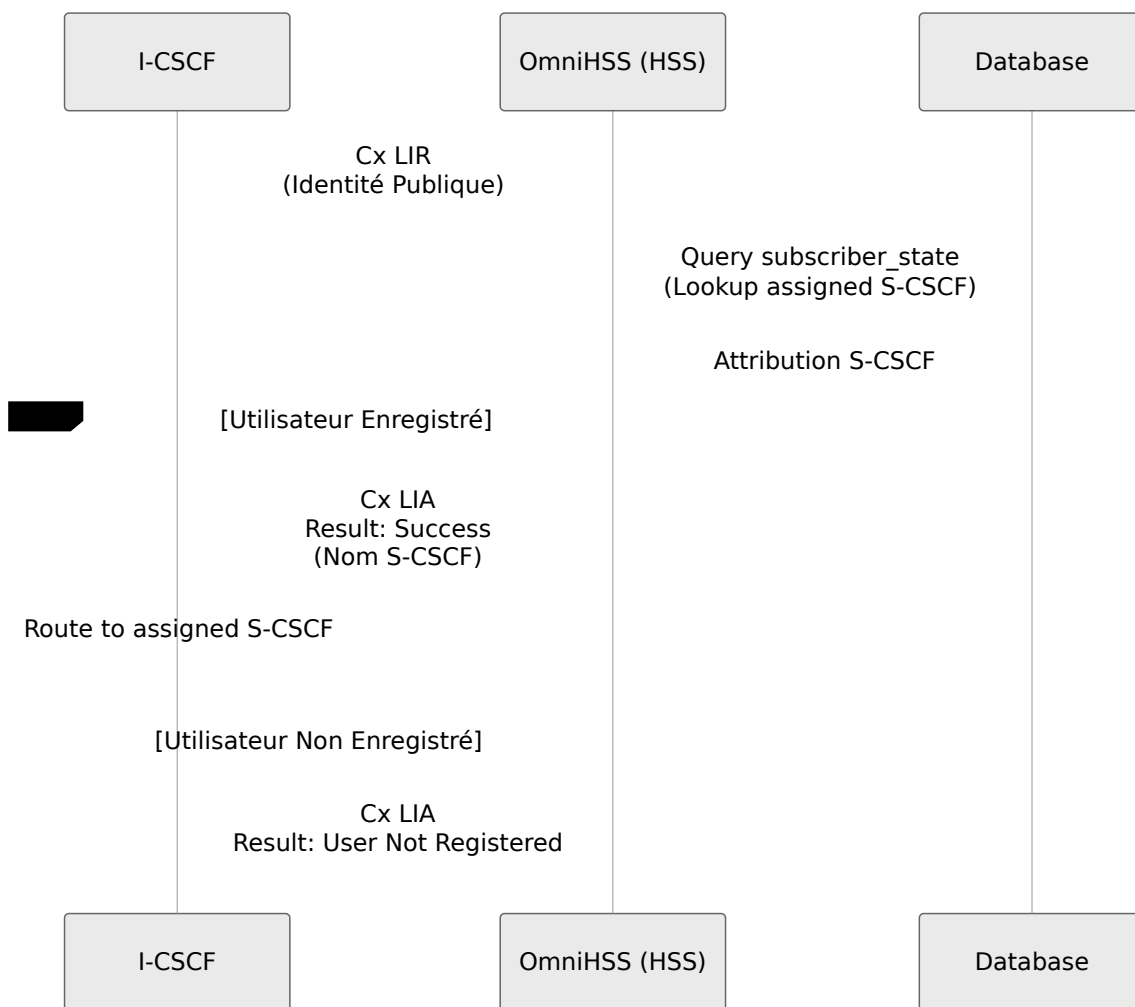 I-CSCF
OmniHSS (HSS)
Database
Cx LIR
(Identité Publique)
Query subscriber_state
(Lookup assigned S-CSCF)
Attribution S-CSCF
[Utilisateur Enregistré]
Cx LIA
Result: Success
(Nom S-CSCF)
Route to assigned S-CSCF
[Utilisateur Non Enregistré]
Cx LIA
Result: User Not Registered
I-CSCF
OmniHSS (HSS)
Database